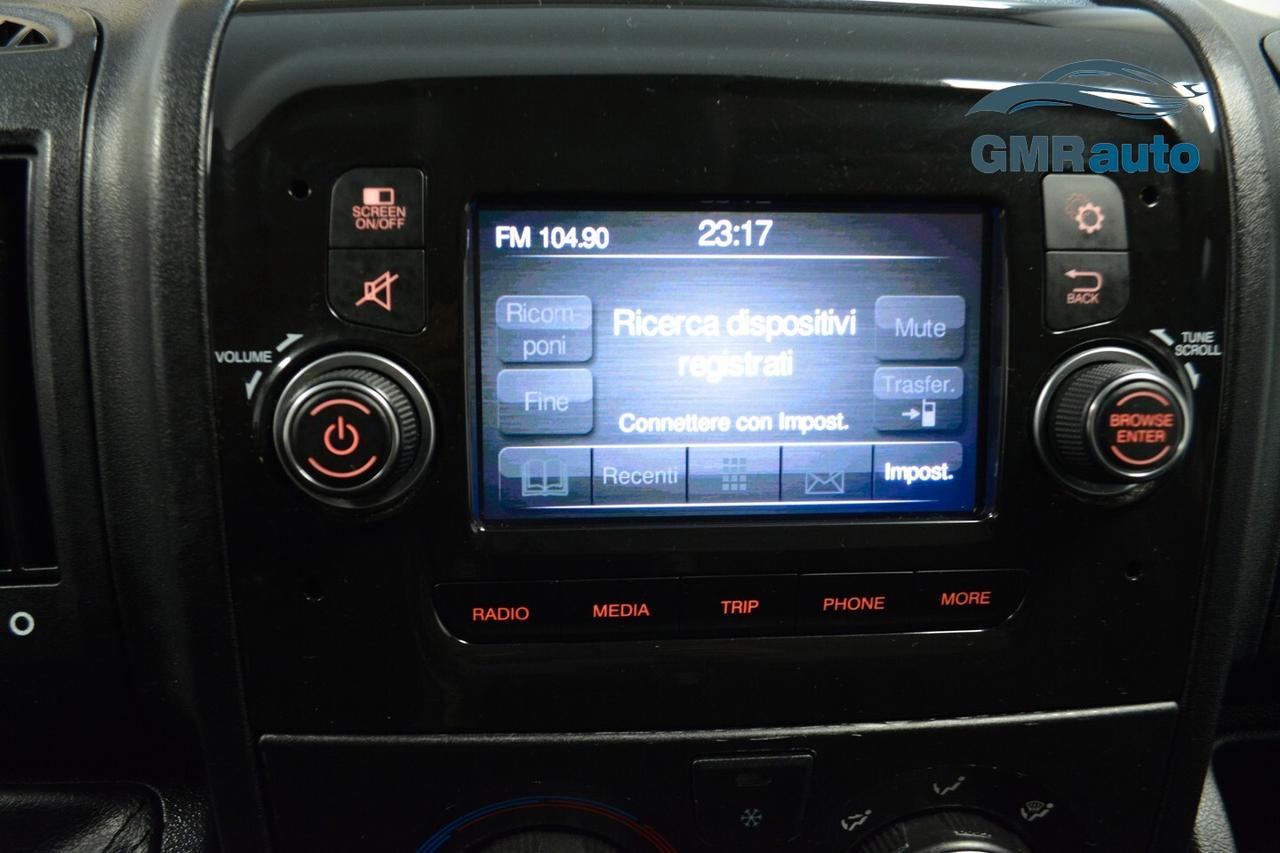 GMRauto
SCREEN
ON/OFF
FM 104.90
23:17
Ricom-
poni
Ricerca dispositivi
registrati
Mute
Fine
Trasfer.
Connettere con Impost.
Recenti
Impost.
BACK
VOLUME
TUNE
SCROLL
BROWSE
ENTER
RADIO
MEDIA
TRIP
PHONE
MORE